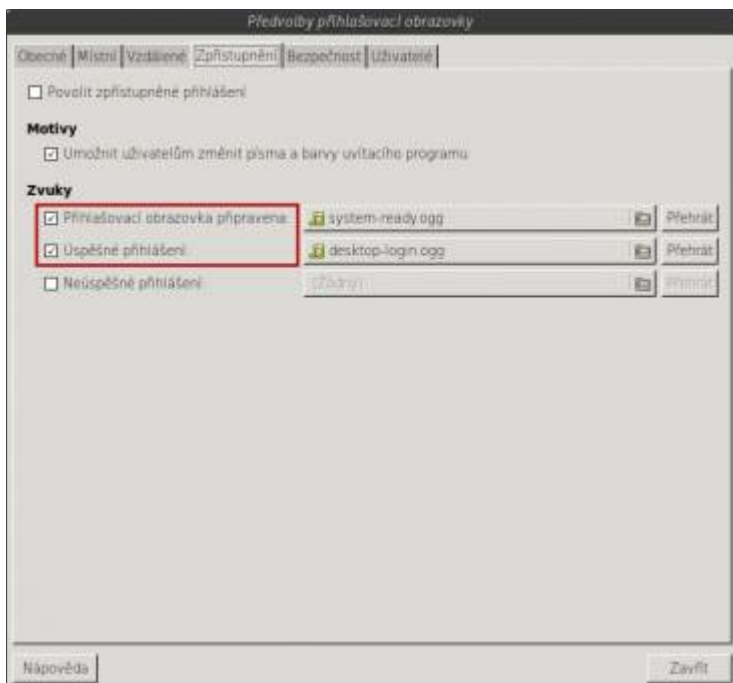 Předvolby přihlašovací obrazovky
Obecné Místní Vzdálené Zpřístupnění Bezpečnost Uživatelé
Povolit zpřístupněné přihlášení
Motivy
Umožnit uživatelům změnit písma a barvy uvítacího programu
Zvuky
Přihlašovací obrazovka připravena: system-ready.ogg Přehrát
Úspěšné přihlášení: desktop-login.ogg Přehrát
Neúspěšné přihlášení: (Žádný) Přehrát
Nápověda Zavřít